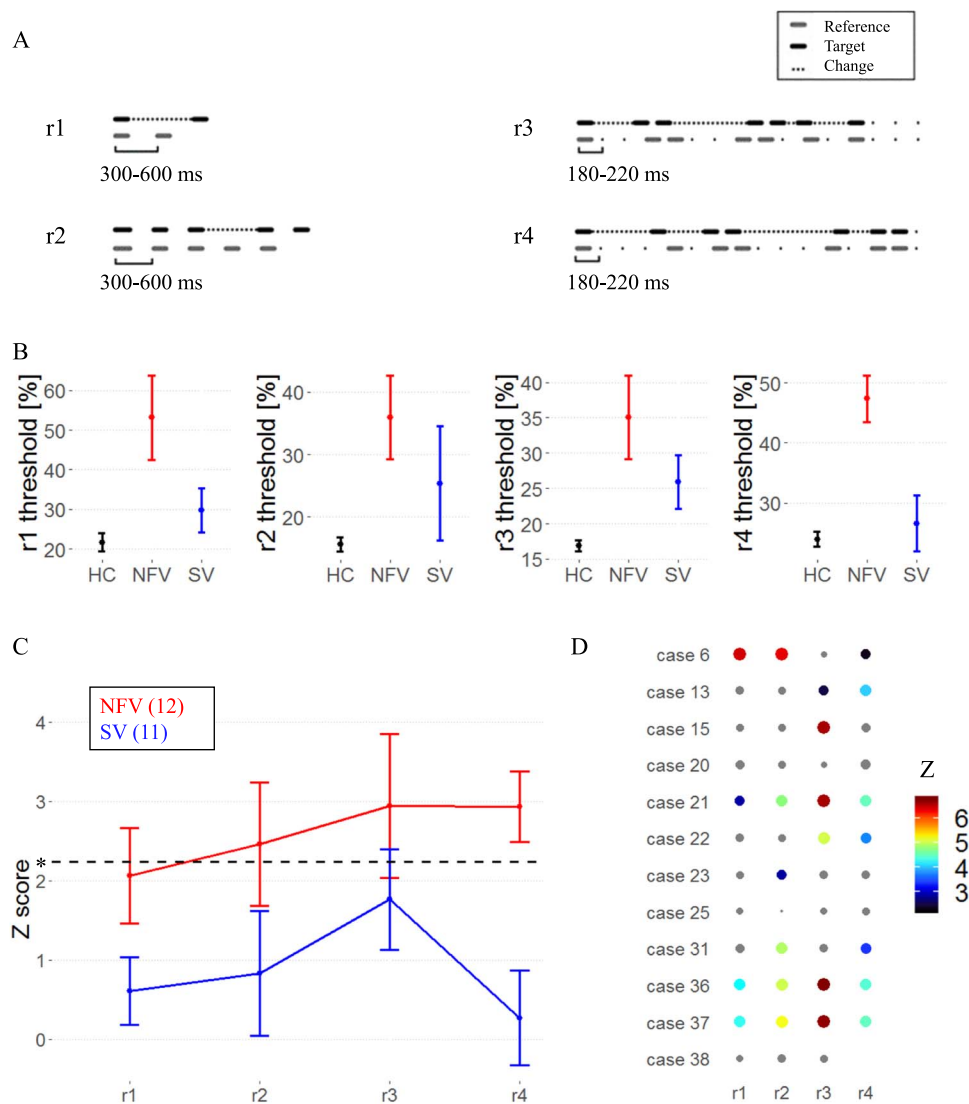 A
Reference
Target
Change
r1
300-600 ms
r3
180-220 ms
r2
300-600 ms
r4
180-220 ms
B
r1 threshold [%]
60
50
40
30
20
HC NFV SV
r2 threshold [%]
40
30
20
HC NFV SV
r3 threshold [%]
40
35
30
25
20
15
HC NFV SV
r4 threshold [%]
50
40
30
HC NFV SV
C
NFV (12)
SV (11)
Z score
4
3
*
2
1
0
r1 r2 r3 r4
D
case 6
case 13
case 15
case 20
case 21
case 22
case 23
case 25
case 31
case 36
case 37
case 38
r1 r2 r3 r4
Z
6
5
4
3